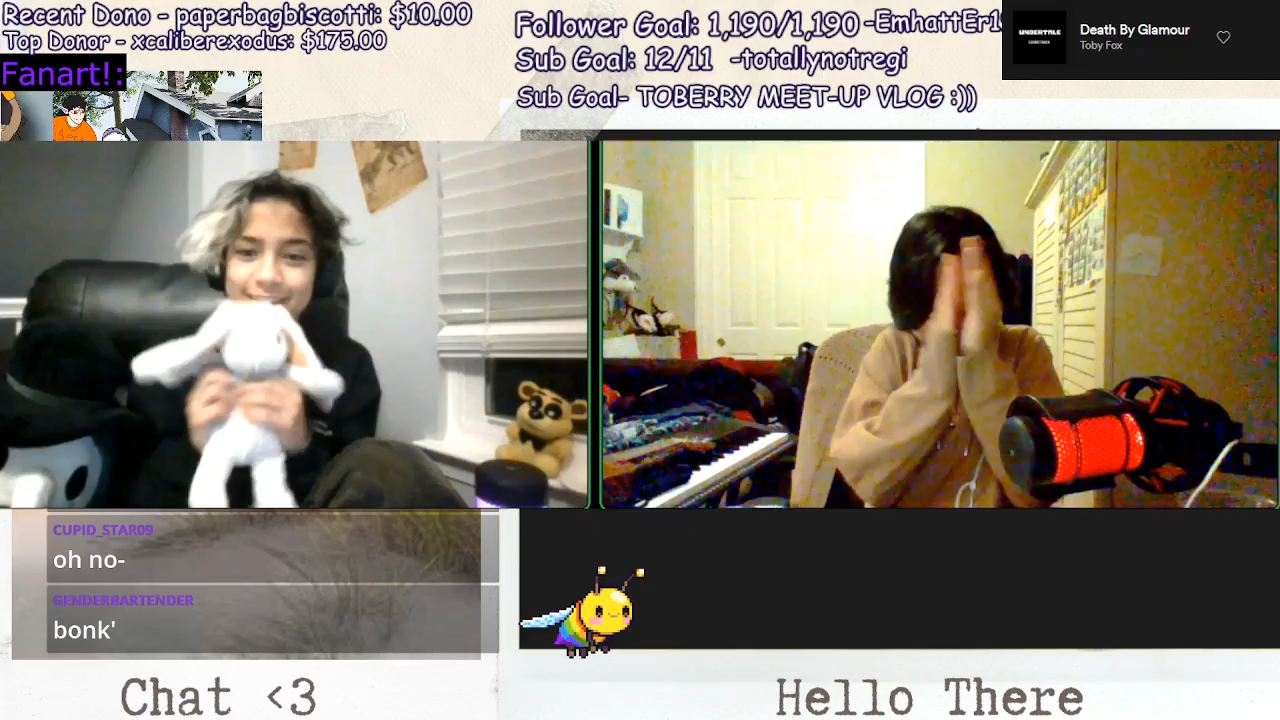 Recent Dono - paperbagbiscotti: $10.00
Top Donor - xcaliberexodus: $175.00
Fanart!:
Follower Goal: 1,190/1,190 -EmhattEr1
Sub Goal: 12/11 -totallynotregi
Sub Goal- TOBERRY MEET-UP VLOG :))
UNDERTALE
Death By Glamour
Toby Fox
CUPID_STAR09
oh no-
GENDERBARTENDER
bonk'
Chat <3
Hello There